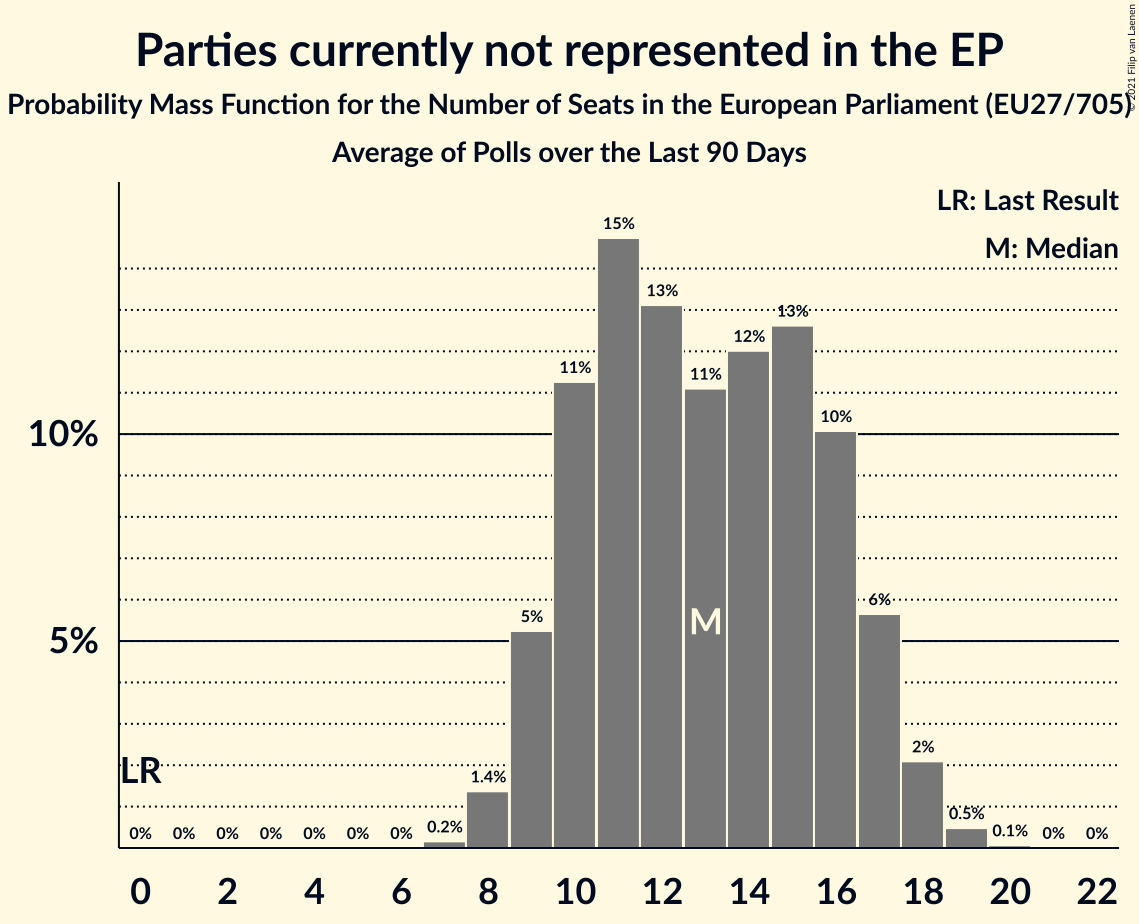 Parties currently not represented in the EP
Probability Mass Function for the Number of Seats in the European Parliament (EU27/705)
Average of Polls over the Last 90 Days
© 2021 Filip van Laenen
LR: Last Result
M: Median
15%
13%
13%
12%
11%
11%
10%
10%
M
6%
5%
5%
LR
2%
1.4%
0.5%
0% 0% 0% 0% 0% 0% 0% 0.2% 0.1% 0% 0%
0 2 4 6 8 10 12 14 16 18 20 22